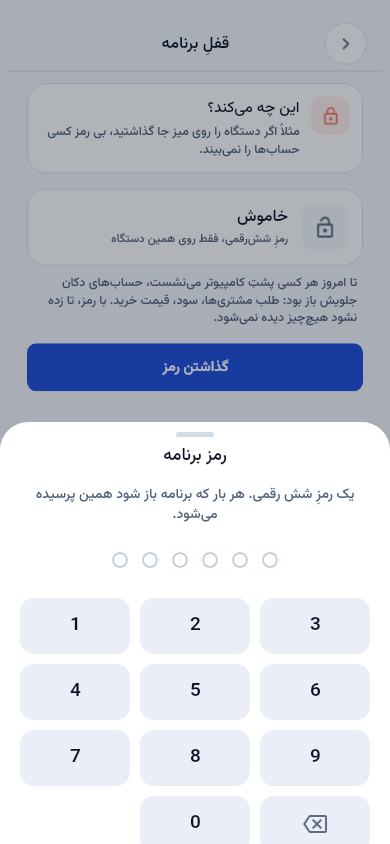 قفلِ برنامه
این چه می‌کند؟
مثلاً اگر دستگاه را روی میز جا گذاشتید، بی رمز کسی
حساب‌ها را نمی‌بیند.
خاموش
رمزِ شش‌رقمی، فقط روی همین دستگاه
تا امروز هر کسی پشتِ کامپیوتر می‌نشست، حساب‌های دکان
جلویش باز بود: طلب مشتری‌ها، سود، قیمت خرید. با رمز، تا زده
نشود هیچ‌چیز دیده نمی‌شود.
گذاشتن رمز
رمز برنامه
یک رمزِ شش رقمی. هر بار که برنامه باز شود همین پرسیده
می‌شود.
1 2 3
4 5 6
7 8 9
0